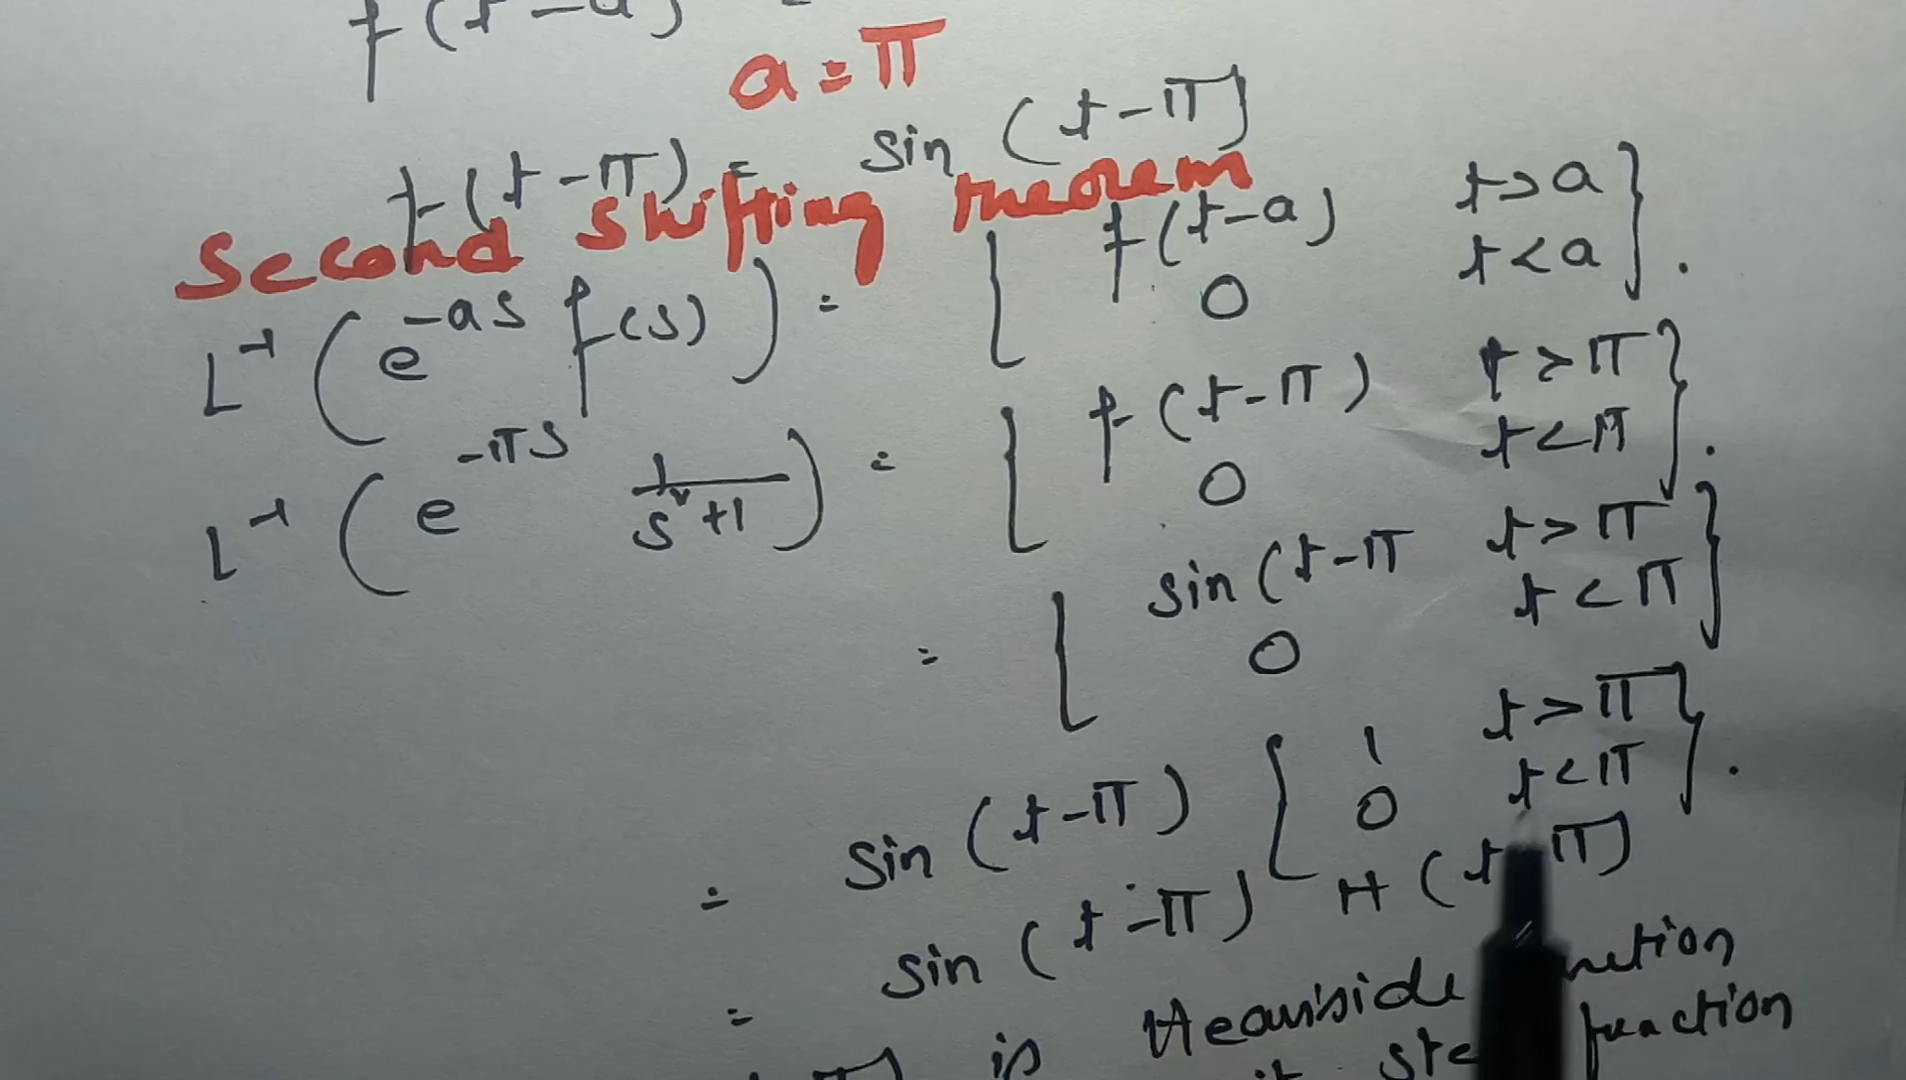 f(t-a) =
a = π
f(t-π) = sin (t-π)
Second shifting theorem
L⁻¹ ( e^-as f(s) ) = [ f(t-a) t>a
0 t<a } .
L⁻¹ ( e^-πs 1/(s²+1) ) = [ f(t-π) t>π
0 t<π } .
= [ sin (t-π t>π
0 t<π }
= sin (t-π) { 1 t>π
0 t<π } .
= sin (t-π) H (t π)
is Heaviside
function